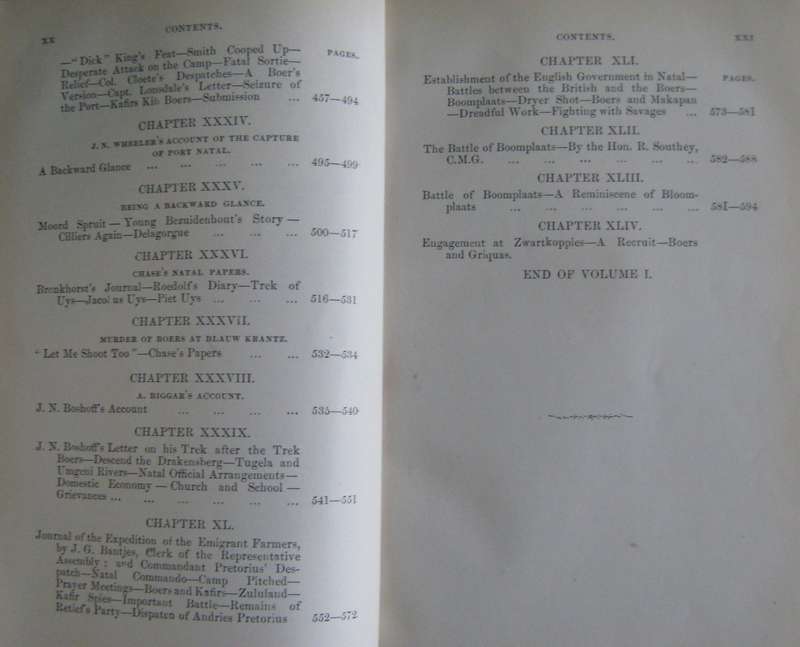 XX
CONTENTS.
PAGES.
—"Dick" King's Feat—Smith Cooped Up—
Desperate Attack on the Camp—Fatal Sortie—
Relief—Col. Cloete's Despatches—A Boer's
Version—Capt. Lonsdale's Letter—Seizure of
the Port—Kafirs Kill Boers—Submission ... 457—494
CHAPTER XXXIV.
J. N. WHEELER'S ACCOUNT OF THE CAPTURE
OF PORT NATAL.
A Backward Glance ... ... ... ... ... 495—499
CHAPTER XXXV.
BEING A BACKWARD GLANCE.
Moord Spruit — Young Bezuidenhout's Story —
Cilliers Again—Delagorgue ... ... ... 500—517
CHAPTER XXXVI.
CHASE'S NATAL PAPERS.
Breukhorst's Journal—Roedolf's Diary—Trek of
Uys—Jacobus Uys—Piet Uys ... ... ... 516—531
CHAPTER XXXVII.
MURDER OF BOERS AT BLAUW KRANTZ.
"Let Me Shoot Too"—Chase's Papers ... ... 532—534
CHAPTER XXXVIII.
A. BIGGAR'S ACCOUNT.
J. N. Boshoff's Account ... ... ... ... 535—540
CHAPTER XXXIX.
J. N. Boshoff's Letter on his Trek after the Trek
Boers—Descend the Drakensberg—Tugela and
Umgeni Rivers—Natal Official Arrangements—
Domestic Economy — Church and School —
Grievances ... ... ... ... ... ... 541—551
CHAPTER XL.
Journal of the Expedition of the Emigrant Farmers,
by J. G. Bantjes, Clerk of the Representative
Assembly; and Commandant Pretorius' Des-
patch—Natal Commando—Camp Pitched—
Prayer Meetings—Boers and Kafirs—Zululand—
Kafir Spies—Important Battle—Remains of
Retief's Party—Dispatch of Andries Pretorius 552—572
CONTENTS.
XXI
CHAPTER XLI.
PAGES.
Establishment of the English Government in Natal—
Battles between the British and the Boers—
Boomplaats—Dryer Shot—Boers and Makapan
—Dreadful Work—Fighting with Savages ... 573—581
CHAPTER XLII.
The Battle of Boomplaats—By the Hon. R. Southey,
C.M.G. ... ... ... ... ... ... 582—588
CHAPTER XLIII.
Battle of Boomplaats—A Reminiscene of Bloom-
plaats ... ... ... ... ... ... 581—594
CHAPTER XLIV.
Engagement at Zwartkopples—A Recruit—Boers
and Griquas.
END OF VOLUME I.